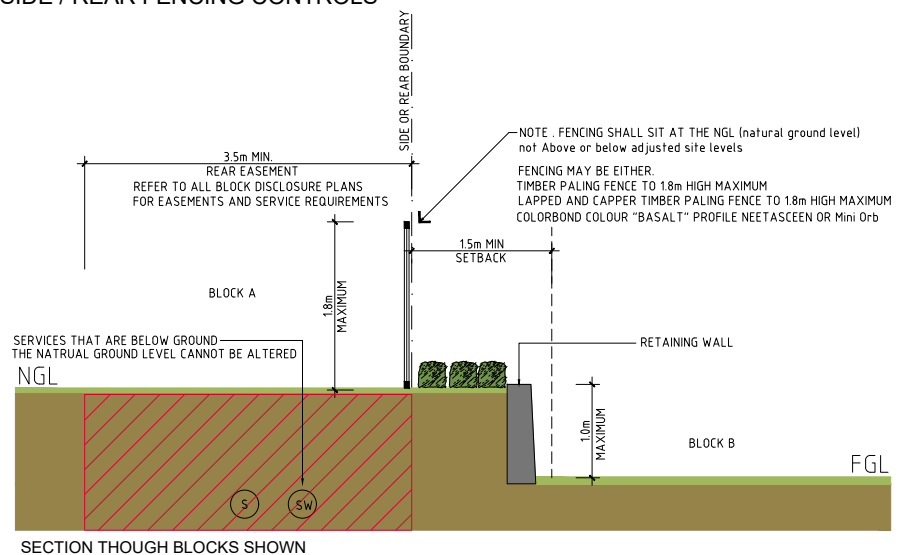 SIDE / REAR FENCING CONTROLS
SIDE OR REAR BOUNDARY
NOTE . FENCING SHALL SIT AT THE NGL (natural ground level)
not Above or below adjusted site levels
3.5m MIN.
REAR EASEMENT
REFER TO ALL BLOCK DISCLOSURE PLANS
FOR EASEMENTS AND SERVICE REQUIREMENTS
FENCING MAY BE EITHER.
TIMBER PALING FENCE TO 1.8m HIGH MAXIMUM
LAPPED AND CAPPER TIMBER PALING FENCE TO 1.8m HIGH MAXIMUM
COLORBOND COLOUR "BASALT" PROFILE NEETASCEEN OR Mini Orb
1.5m MIN
SETBACK
BLOCK A
1.8m
MAXIMUM
SERVICES THAT ARE BELOW GROUND
THE NATRUAL GROUND LEVEL CANNOT BE ALTERED
RETAINING WALL
NGL
1.0m
MAXIMUM
BLOCK B
FGL
S
SW
SECTION THOUGH BLOCKS SHOWN